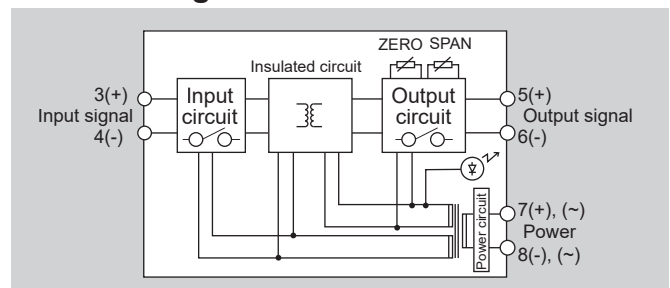 ZERO SPAN
Insulated circuit
3(+)
Input signal
4(-)
Input
circuit
Output
circuit
5(+)
Output signal
6(-)
Power circuit
7(+), (~)
Power
8(-), (~)